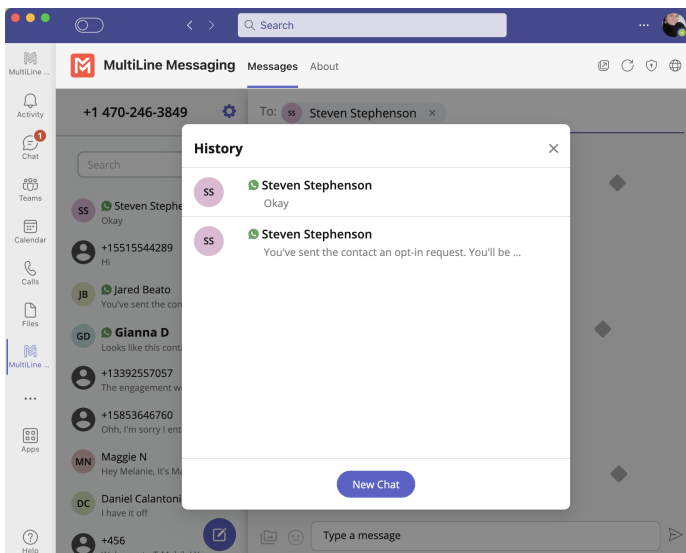 Search
MultiLine ...
Activity
1
Chat
Teams
Calendar
Calls
Files
MultiLine ...
Apps
Help
MultiLine Messaging
Messages
About
+1 470-246-3849
Search
SS
Steven Stephe
Okay
+15515544289
Hi
JB
Jared Beato
You've sent the con
GD
Gianna D
Looks like this conta
+13392557057
The engagement w
+15853646760
Ohh, I'm sorry I ent
MN
Maggie N
Hey Melanie, it's Ma
DC
Daniel Calantoni
I have it off
+456
To:
SS
Steven Stephenson ×
History
SS
Steven Stephenson
Okay
SS
Steven Stephenson
You've sent the contact an opt-in request. You'll be ...
New Chat
Type a message